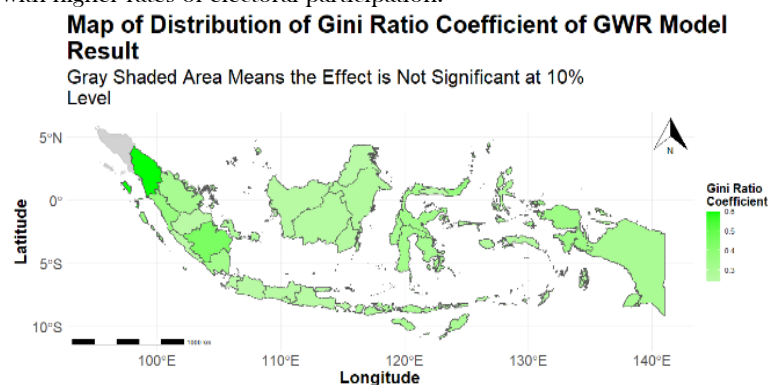 with higher rates of electoral participation.
Map of Distribution of Gini Ratio Coefficient of GWR Model
Result
Gray Shaded Area Means the Effect is Not Significant at 10%
Level
N
5°N
0°
5°S
10°S
Latitude
Gini Ratio
Coefficient
0.6
0.5
0.4
0.3
1000 km
100°E
110°E
120°E
130°E
140°E
Longitude